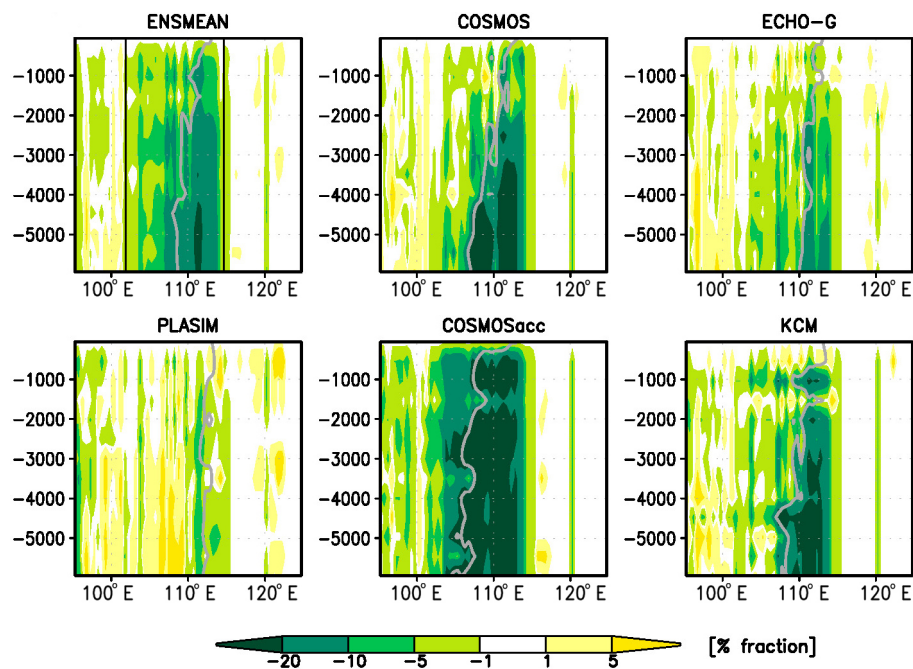 ENSMEAN COSMOS ECHO-G
-1000 -1000 -1000
-2000 -2000 -2000
-3000 -3000 -3000
-4000 -4000 -4000
-5000 -5000 -5000
100° E 110° E 120° E 100° E 110° E 120° E 100° E 110° E 120° E
PLASIM COSMOSacc KCM
-1000 -1000 -1000
-2000 -2000 -2000
-3000 -3000 -3000
-4000 -4000 -4000
-5000 -5000 -5000
100° E 110° E 120° E 100° E 110° E 120° E 100° E 110° E 120° E
[% fraction]
-20 -10 -5 -1 1 5